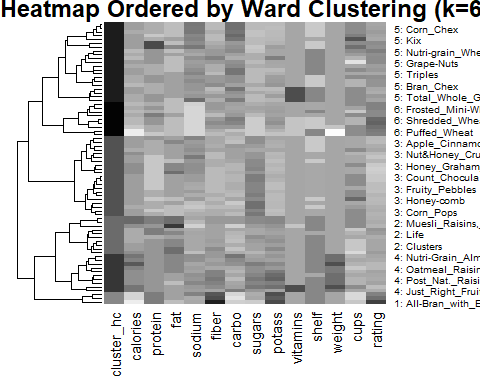 Heatmap Ordered by Ward Clustering (k=6
5: Corn_Chex
5: Kix
5: Nutri-grain_Whe
5: Grape-Nuts
5: Triples
5: Bran_Chex
5: Total_Whole_G
6: Frosted_Mini-W
6: Shredded_Whea
6: Puffed_Wheat
3: Apple_Cinnamo
3: Nut&Honey_Cru
3: Honey_Graham
3: Count_Chocula
3: Fruity_Pebbles
3: Honey-comb
3: Corn_Pops
2: Muesli_Raisins,_
2: Life
2: Clusters
4: Nutri-Grain_Alm
4: Oatmeal_Raisin
4: Post_Nat._Raisi
4: Just_Right_Frui
1: All-Bran_with_E
cluster_hc
calories
protein
fat
sodium
fiber
carbo
sugars
potass
vitamins
shelf
weight
cups
rating